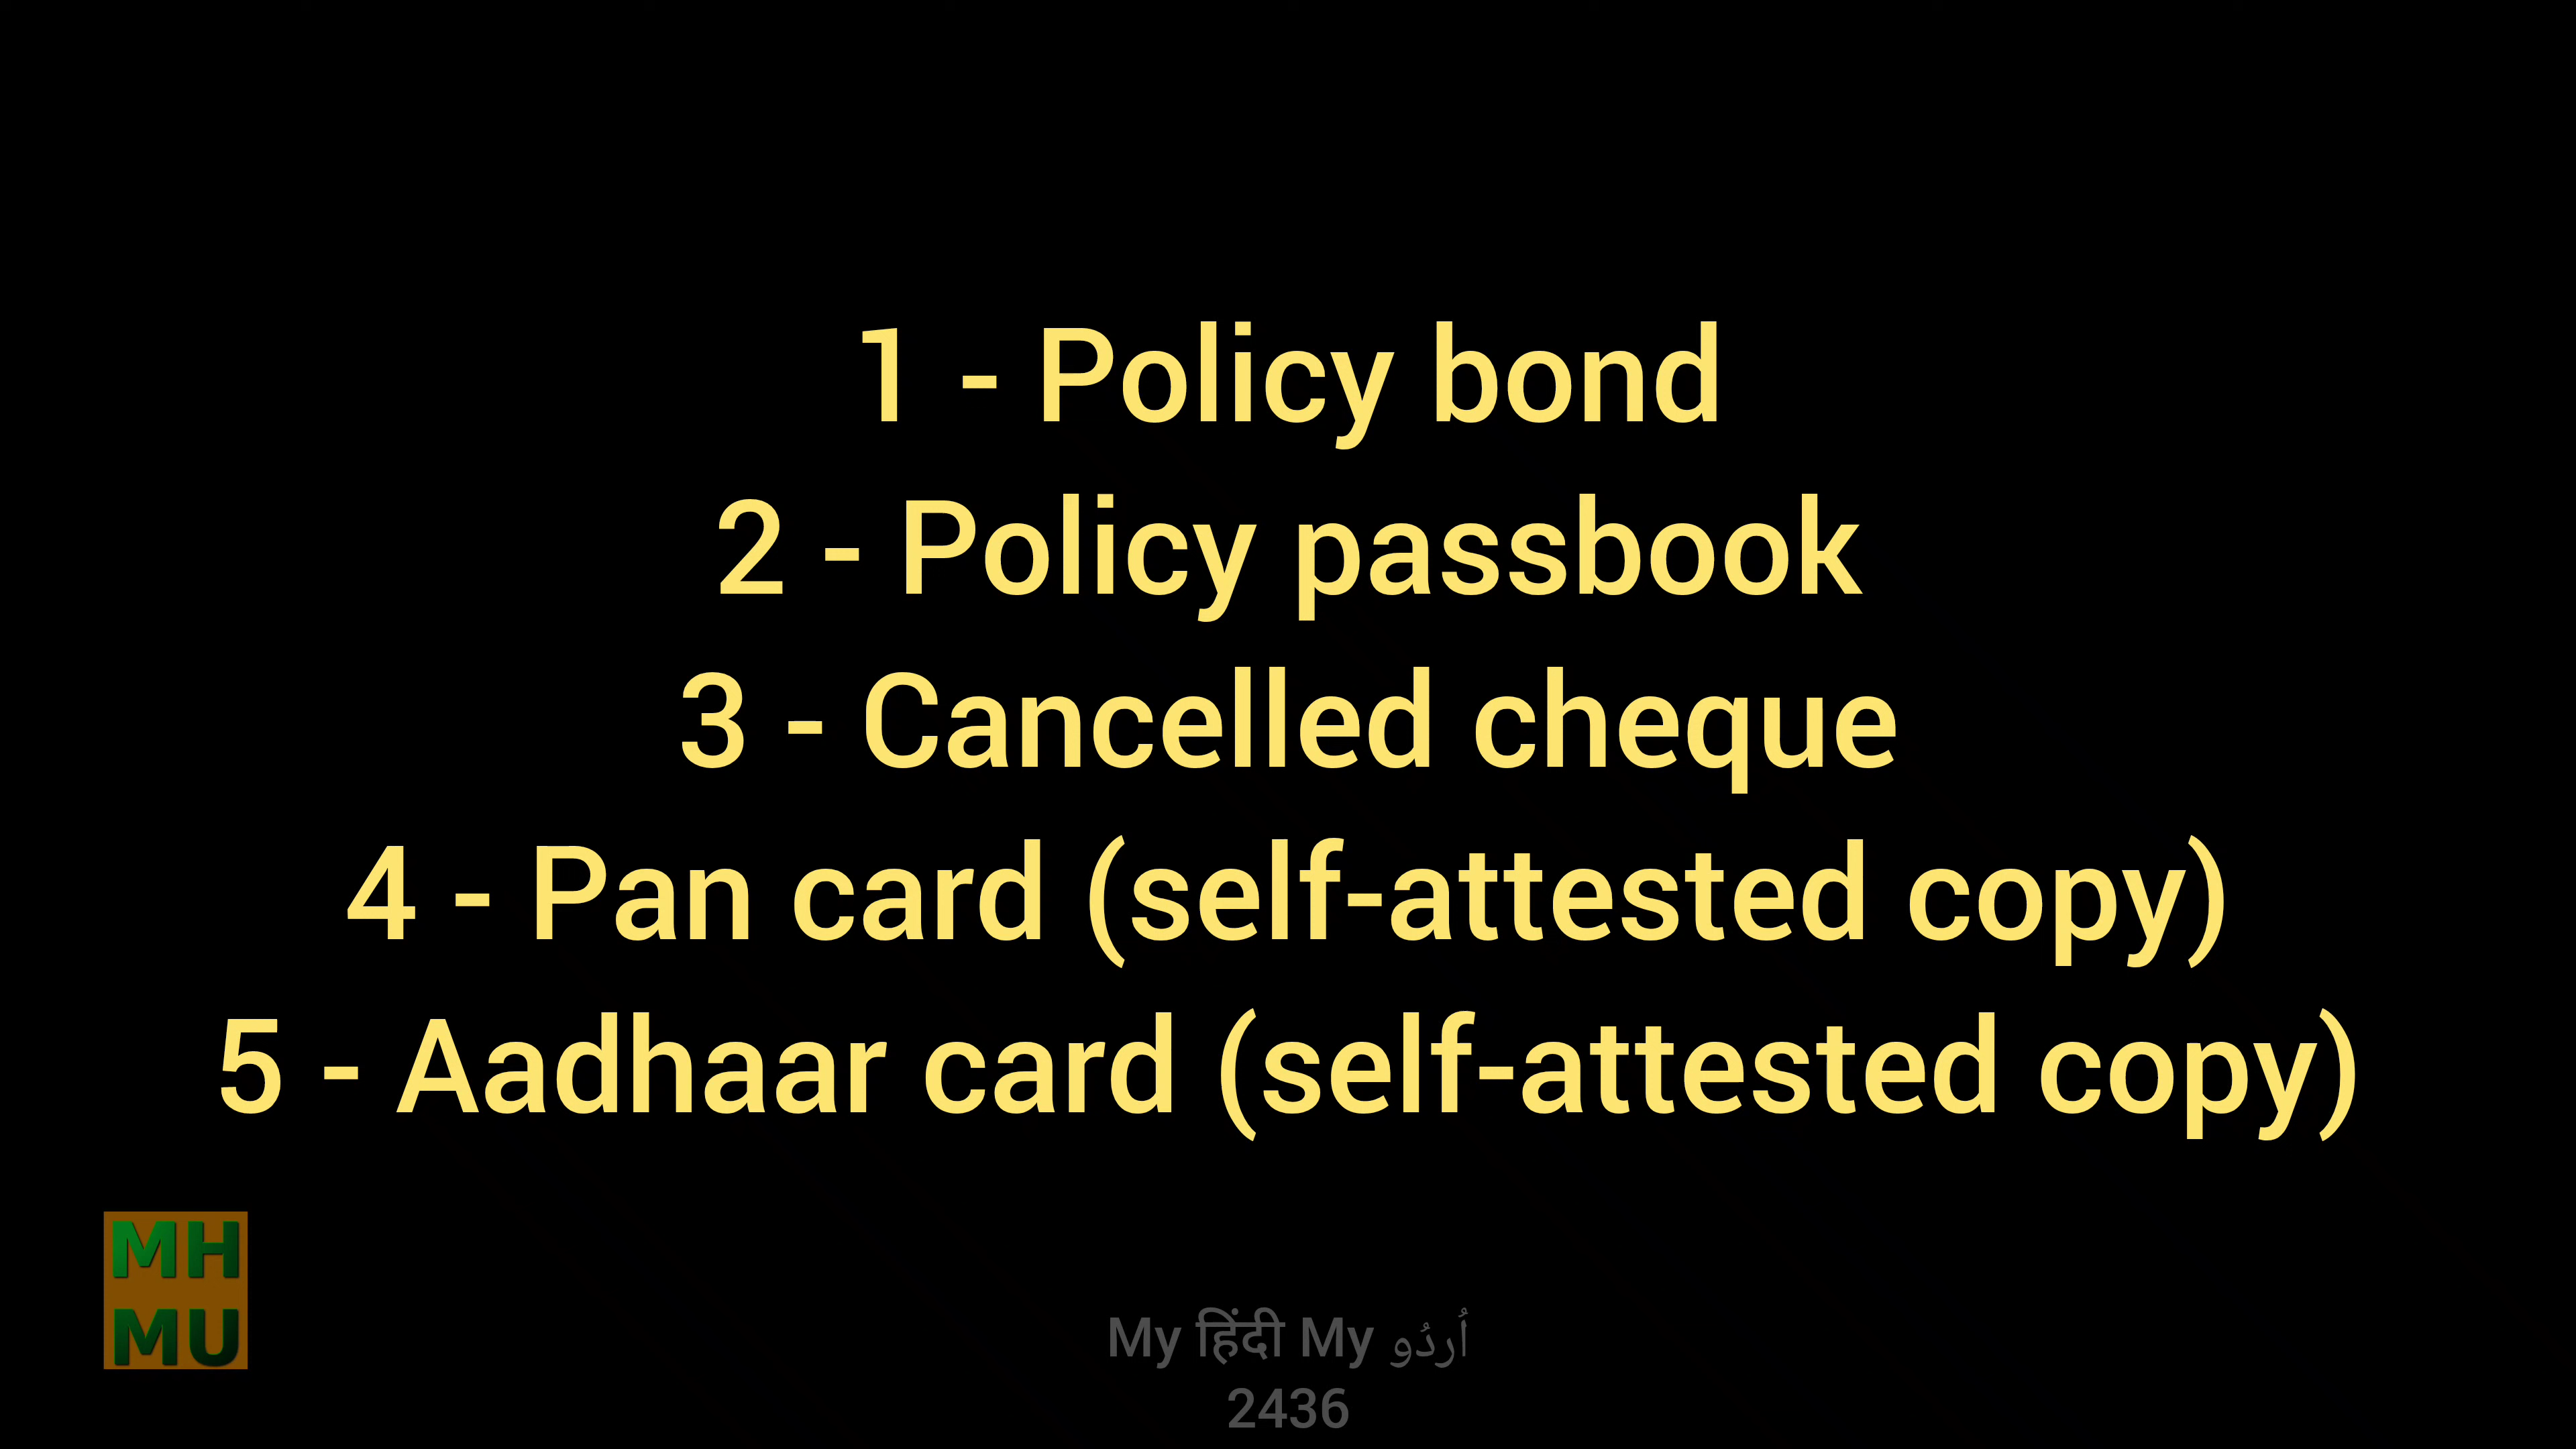 1 - Policy bond
2 - Policy passbook
3 - Cancelled cheque
4 - Pan card (self-attested copy)
5 - Aadhaar card (self-attested copy)
MH
MU
My हिंदी My اُردُو
2436